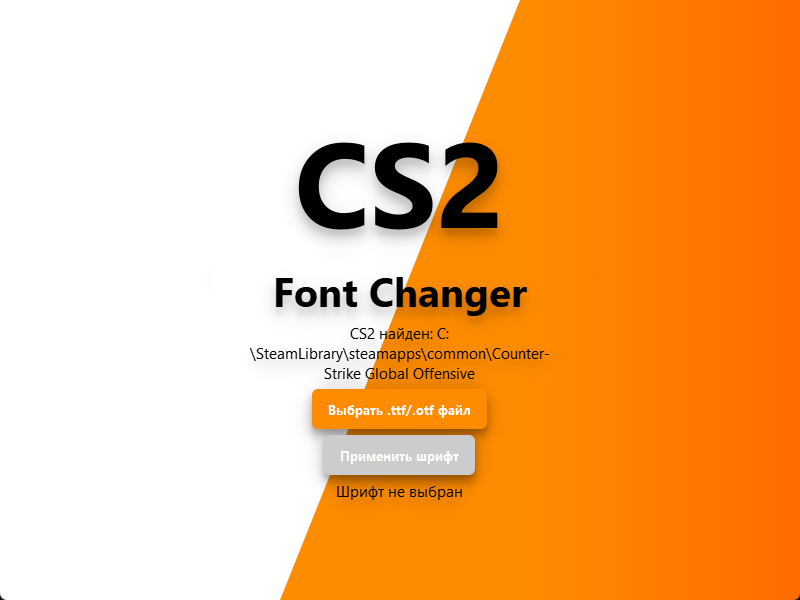 CS2
Font Changer
CS2 найден: C:
\SteamLibrary\steamapps\common\Counter-
Strike Global Offensive
Выбрать .ttf/.otf файл
Применить шрифт
Шрифт не выбран